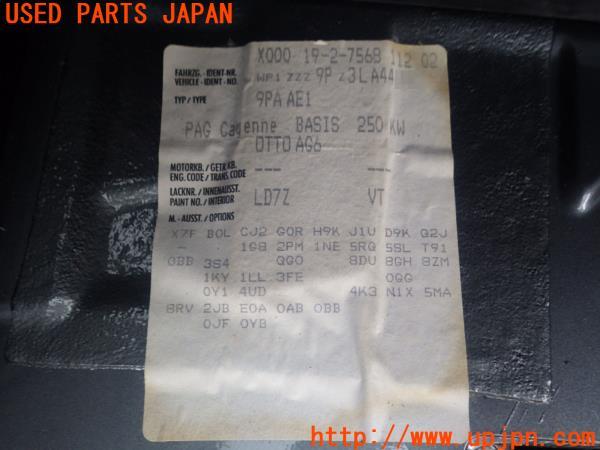 USED PARTS JAPAN
X000 19-2-7568 112 02
FAHRZG.-IDENT-NR.
VEHICLE-IDENT-NO.
WP1 ZZZ 9P Z 3L A44
TYP / TYPE
9PA AE1
PAG Cayenne BASIS 250 KW
OTTO AG6
MOTORKB. / GETR.KB.
ENG. CODE / TRANS.CODE
--- ---
LACKNR. / INNENAUSST.
PAINT NO. / INTERIOR
LD7Z VT
M.-AUSST. / OPTIONS
X7F B0L CJ2 G0R H9K J1U D9K Q2J
- 1G8 2PM 1NE 5RQ 5SL T91
0BB 3S4 QG0 8DU 8GH 8ZM
1KY 1LL 3FE 0GG
0Y1 4UD 4K3 N1X 5MA
8RV 2JB E0A 0AB 0BB
0JF 0YB
http://www.upjpn.com